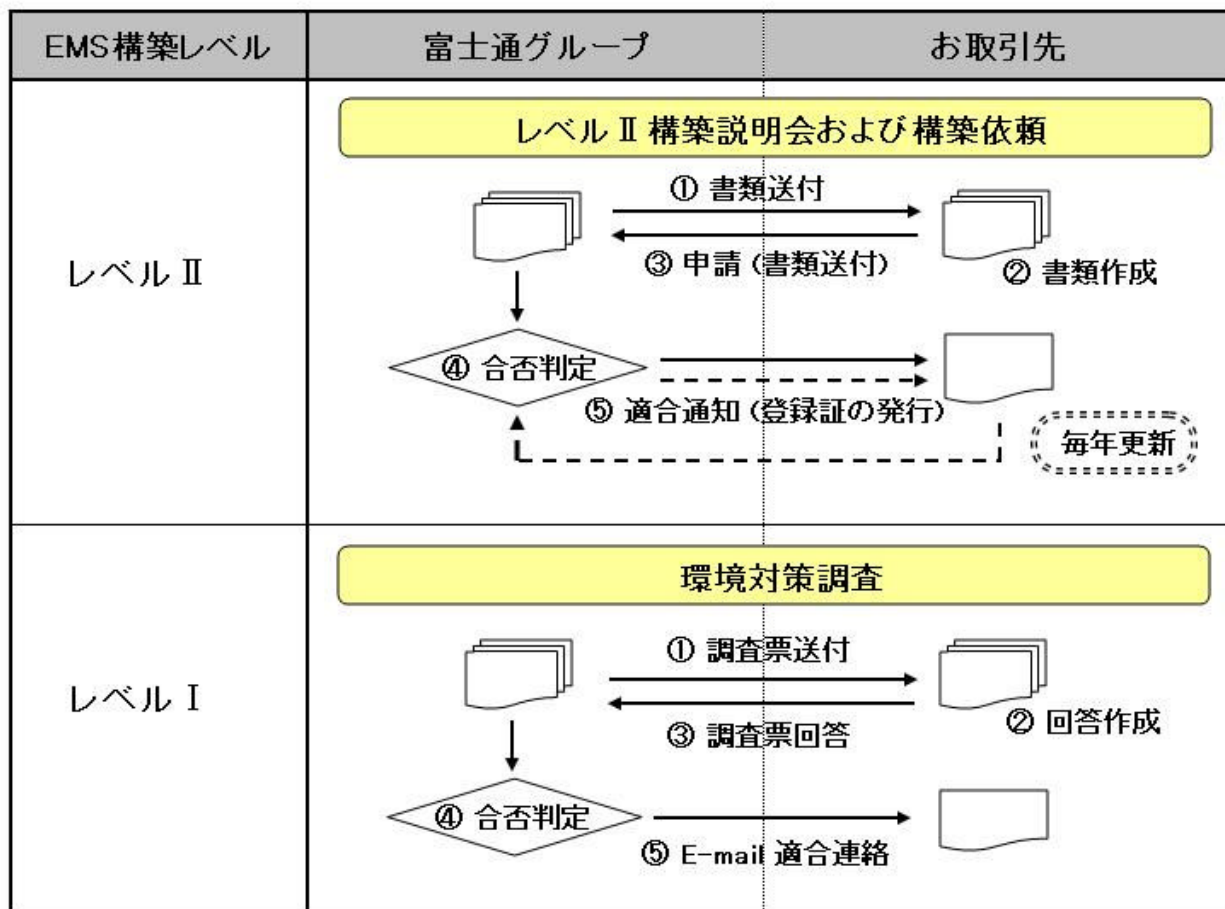 EMS構築レベル
富士通グループ
お取引先
レベルⅡ
レベルⅡ 構築説明会および構築依頼
① 書類送付
③ 申請(書類送付)
② 書類作成
④ 合否判定
⑤ 適合通知(登録証の発行)
毎年更新
レベルⅠ
環境対策調査
① 調査票送付
③ 調査票回答
② 回答作成
④ 合否判定
⑤ E-mail 適合連絡